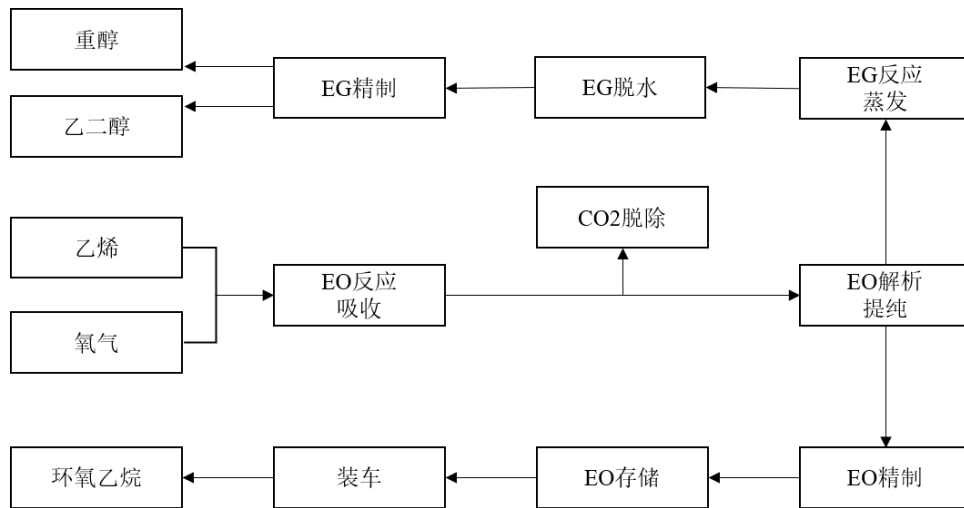 重醇
EG精制
EG脱水
EG反应
蒸发
乙二醇
乙烯
CO2脱除
EO反应
吸收
EO解析
提纯
氧气
环氧乙烷
装车
EO存储
EO精制